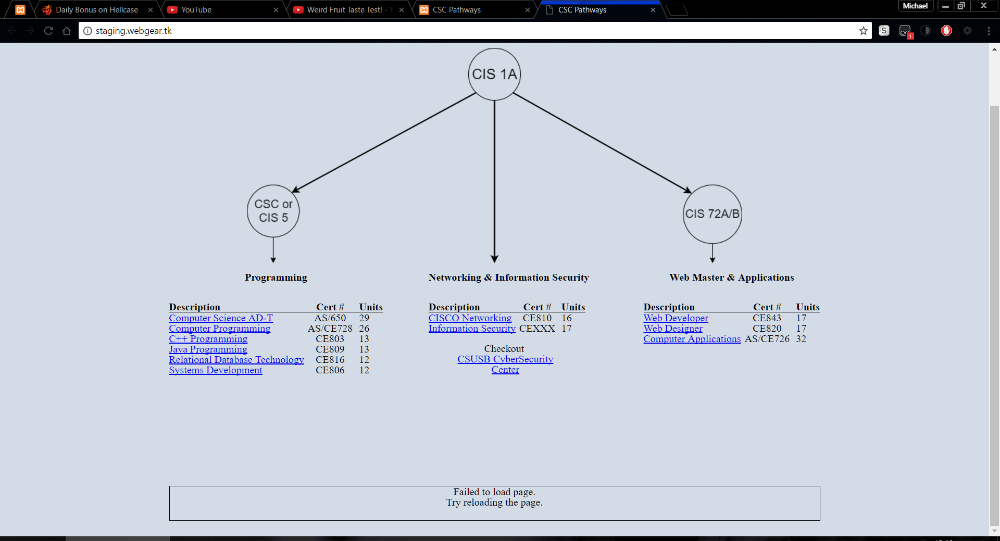 Daily Bonus on Hellcase
YouTube
Weird Fruit Taste Test! -
CSC Pathways
CSC Pathways
Michael
staging.webgear.tk
S
1
CIS 1A
CSC or
CIS 5
CIS 72A/B
Programming
Description Cert # Units
Computer Science AD-T AS/650 29
Computer Programming AS/CE728 26
C++ Programming CE803 13
Java Programming CE809 13
Relational Database Technology CE816 12
Systems Development CE806 12
Networking & Information Security
Description Cert # Units
CISCO Networking CE810 16
Information Security CEXXX 17
Checkout
CSUSB CyberSecurity
Center
Web Master & Applications
Description Cert # Units
Web Developer CE843 17
Web Designer CE820 17
Computer Applications AS/CE726 32
Failed to load page.
Try reloading the page.